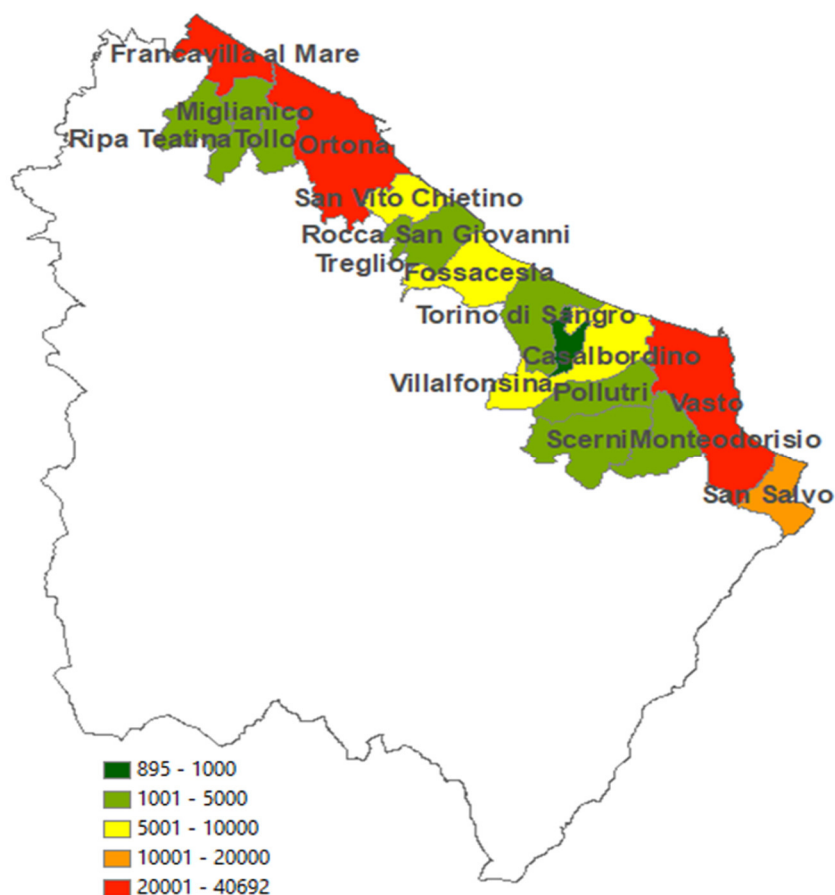 Francavilla al Mare
Miglianico
Ripa Teatina
Tollo
Ortona
San Vito Chietino
Rocca San Giovanni
Treglio
Fossacesia
Torino di Sangro
Casalbordino
Villalfonsina
Pollutri
Vasto
Scerni
Monteodorisio
San Salvo
895 - 1000
1001 - 5000
5001 - 10000
10001 - 20000
20001 - 40692